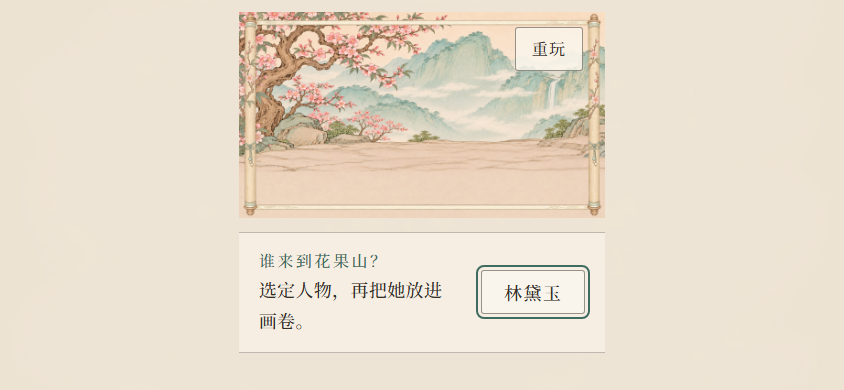 重玩
谁来到花果山?
选定人物，再把她放进
画卷。
林黛玉